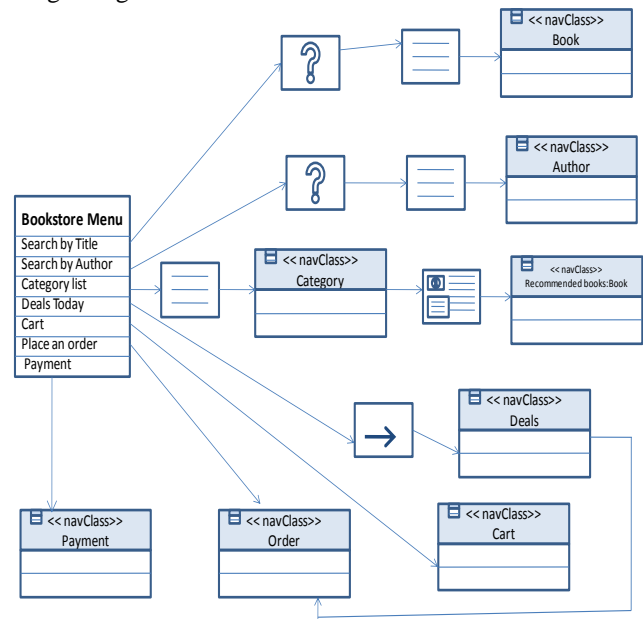 << navClass>>
Book
?
<< navClass>>
Author
?
Bookstore Menu
Search by Title
Search by Author
Category list
Deals Today
Cart
Place an order
Payment
<< navClass>>
Category
<< navClass>>
Recommended books:Book
<< navClass>>
Deals
<< navClass>>
Payment
<< navClass>>
Order
<< navClass>>
Cart